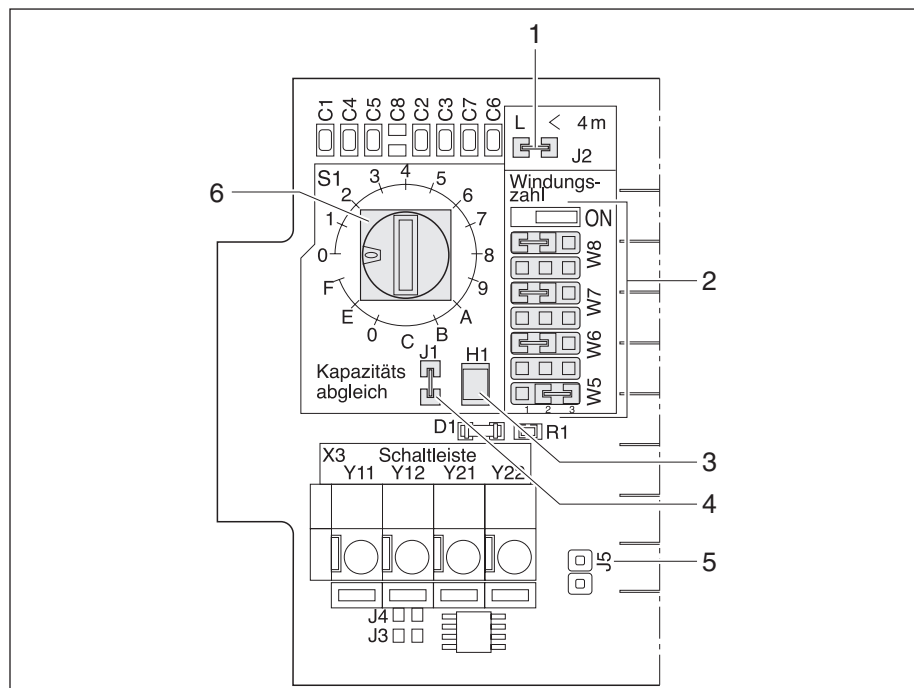 1
C1 C4 C5 C8 C2 C3 C7 C6
L < 4 m
J2
S1
Windungs-
zahl
ON
0 1 2 3 4 5 6 7 8 9 A B C 0 E F
6
W8
W7
W6
W5
1 2 3
2
Kapazitäts
abgleich
J1
H1
D1
R1
3
X3 Schaltleiste
Y11 Y12 Y21 Y22
4
J5
5
J4
J3